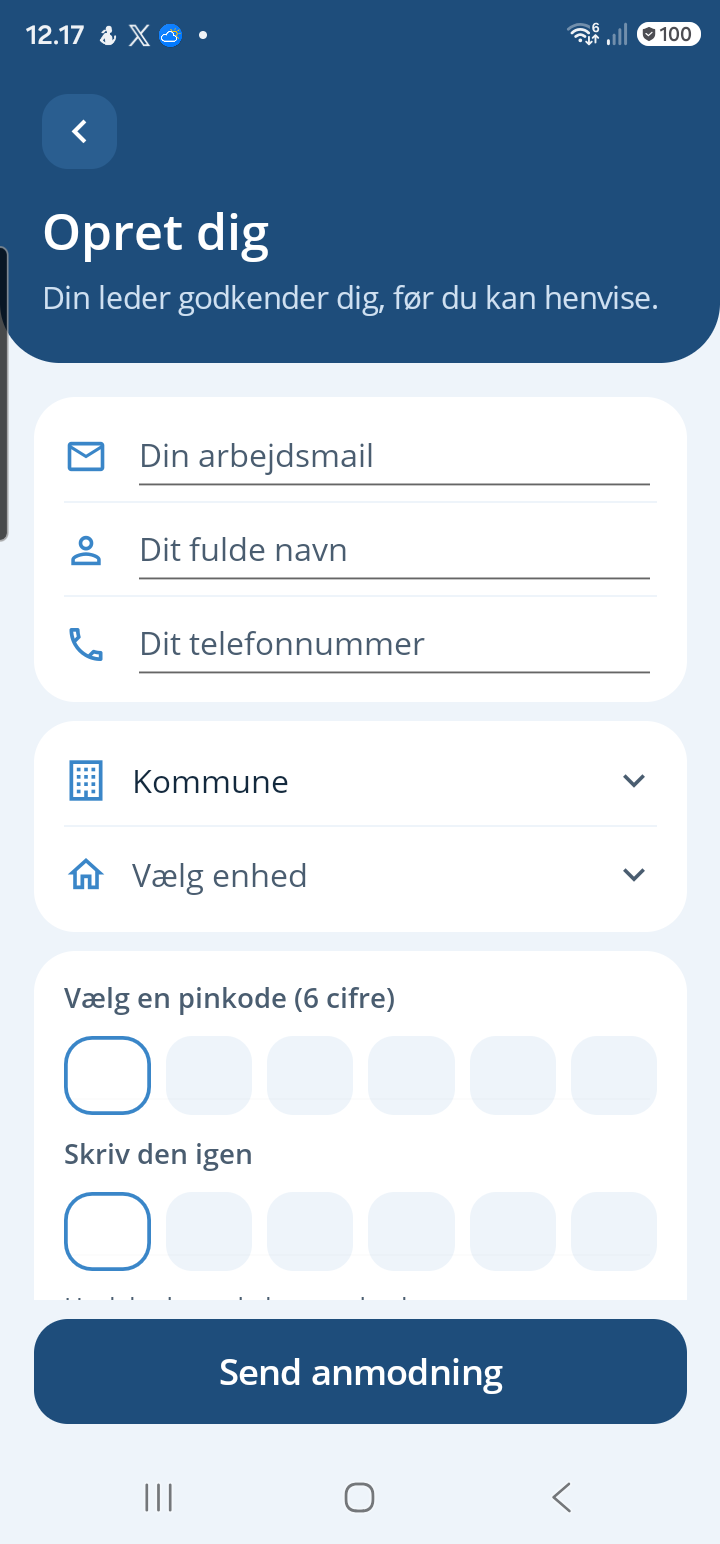 12.17
6
100
Opret dig
Din leder godkender dig, før du kan henvise.
Din arbejdsmail
Dit fulde navn
Dit telefonnummer
Kommune
Vælg enhed
Vælg en pinkode (6 cifre)
Skriv den igen
Send anmodning